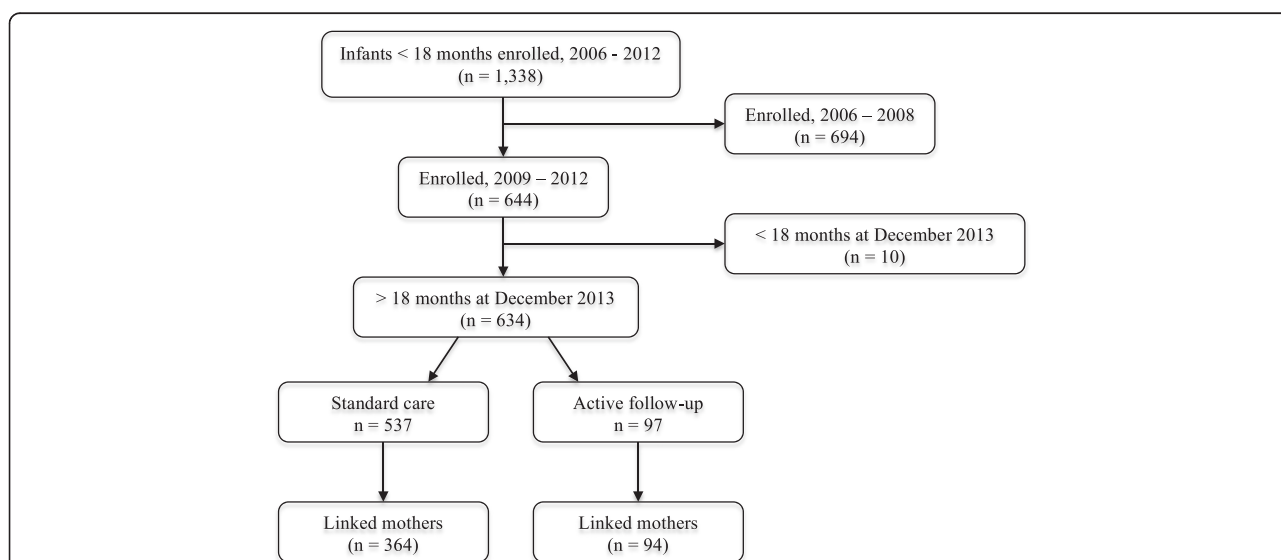 Infants < 18 months enrolled, 2006 - 2012
(n = 1,338)
Enrolled, 2006 – 2008
(n = 694)
Enrolled, 2009 – 2012
(n = 644)
< 18 months at December 2013
(n = 10)
> 18 months at December 2013
(n = 634)
Standard care
n = 537
Active follow-up
n = 97
Linked mothers
(n = 364)
Linked mothers
(n = 94)